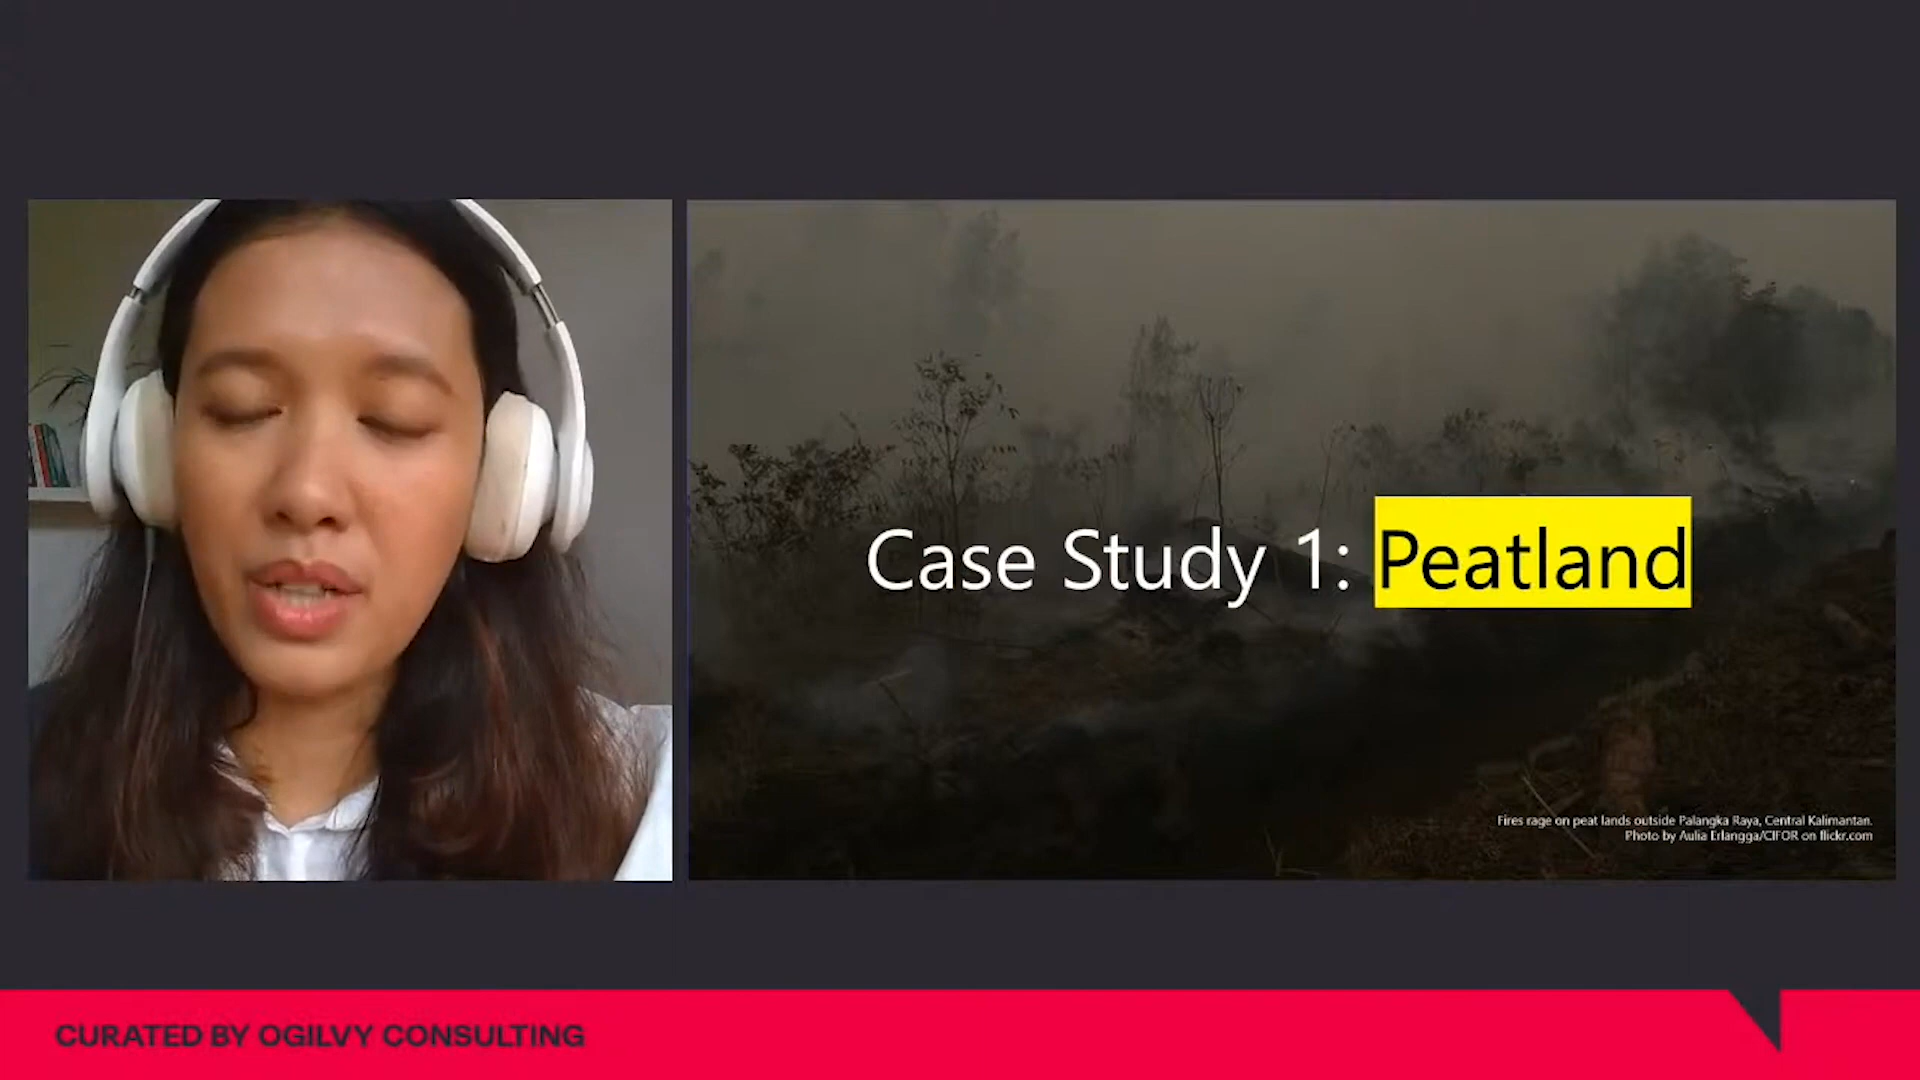 Case Study 1: Peatland
Fires rage on peat lands outside Palangka Raya, Central Kalimantan.
Photo by Aulia Erlangga/CIFOR on flickr.com
CURATED BY OGILVY CONSULTING